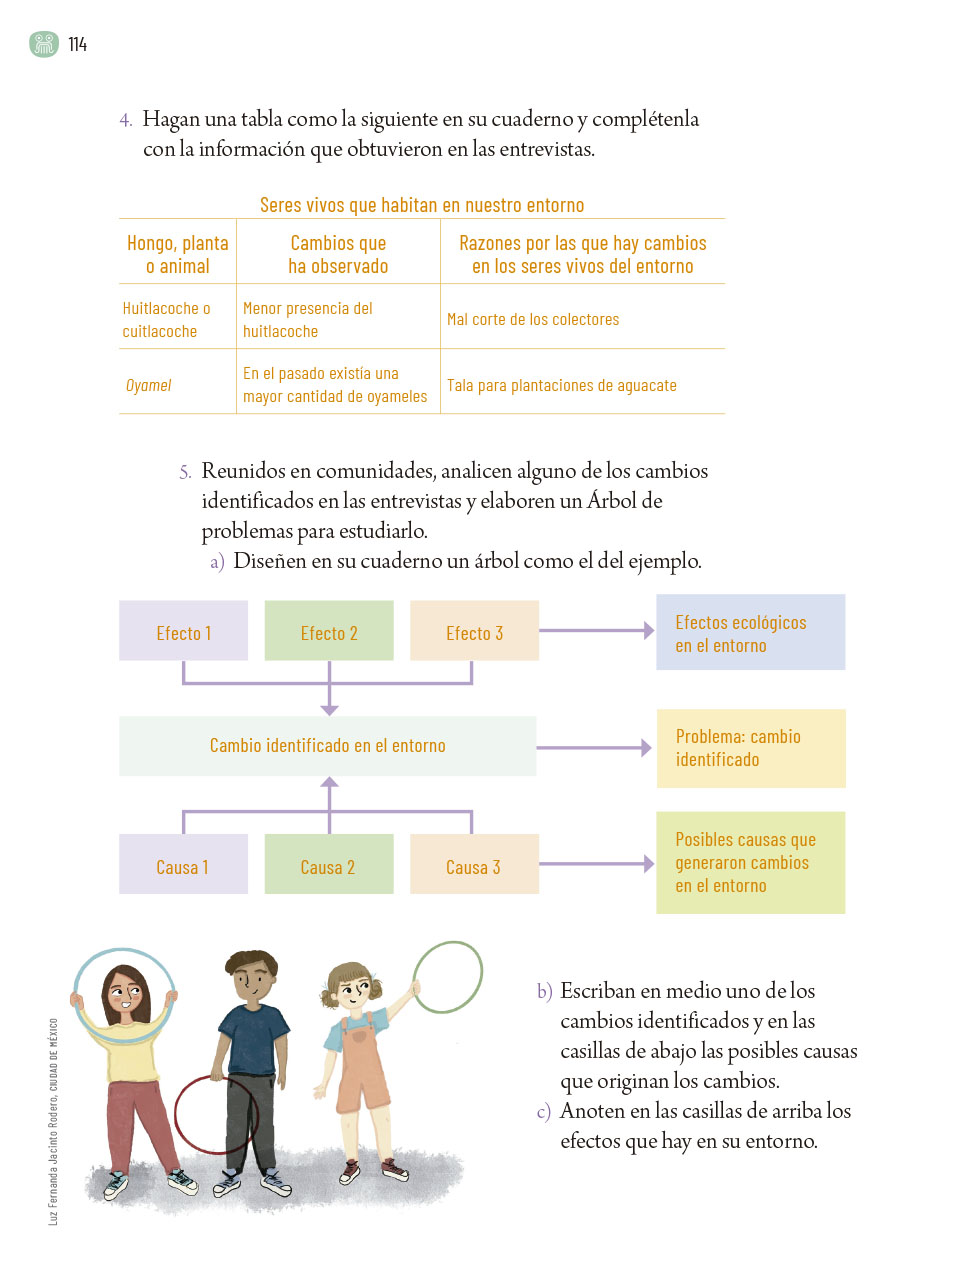 114
4. Hagan una tabla como la siguiente en su cuaderno y complétenla
con la información que obtuvieron en las entrevistas.
Seres vivos que habitan en nuestro entorno
Hongo, planta
o animal
Cambios que
ha observado
Razones por las que hay cambios
en los seres vivos del entorno
Huitlacoche o
cuitlacoche
Menor presencia del
huitlacoche
Mal corte de los colectores
Oyamel
En el pasado existía una
mayor cantidad de oyameles
Tala para plantaciones de aguacate
5. Reunidos en comunidades, analicen alguno de los cambios
identificados en las entrevistas y elaboren un Árbol de
problemas para estudiarlo.
a) Diseñen en su cuaderno un árbol como el del ejemplo.
Efecto 1
Efecto 2
Efecto 3
Efectos ecológicos
en el entorno
Cambio identificado en el entorno
Problema: cambio
identificado
Causa 1
Causa 2
Causa 3
Posibles causas que
generaron cambios
en el entorno
b) Escriban en medio uno de los
cambios identificados y en las
casillas de abajo las posibles causas
que originan los cambios.
c) Anoten en las casillas de arriba los
efectos que hay en su entorno.
Luz Fernanda Jacinto Rodero, CIUDAD DE MÉXICO